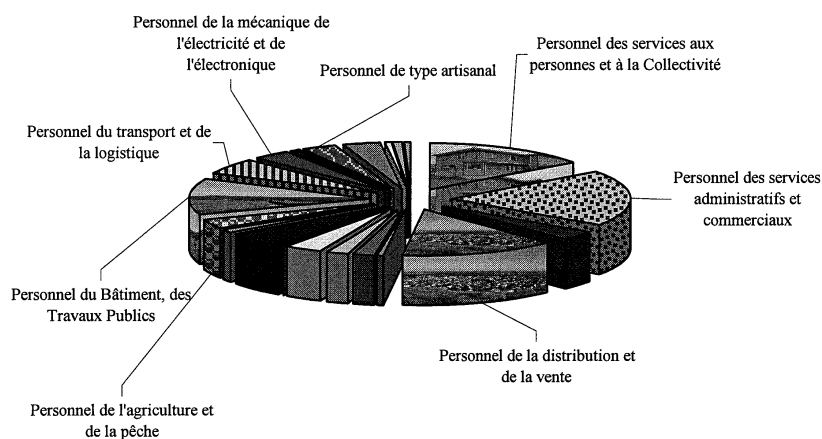 Personnel de la mécanique de
l'électricité et de
l'électronique
Personnel des services aux
personnes et à la Collectivité
Personnel de type artisanal
Personnel du transport et de
la logistique
Personnel des services
administratifs et
commerciaux
Personnel du Bâtiment, des
Travaux Publics
Personnel de la distribution et
de la vente
Personnel de l'agriculture et
de la pêche